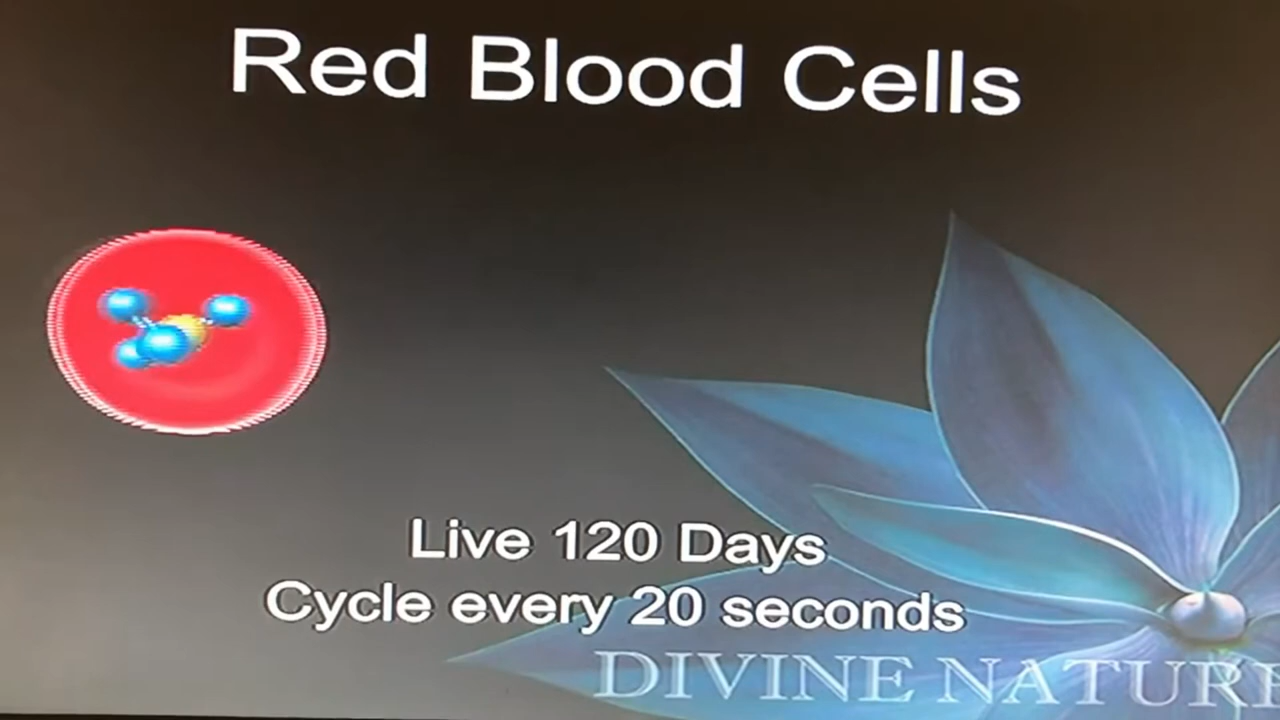 Red Blood Cells
Live 120 Days
Cycle every 20 seconds
DIVINE NATURE